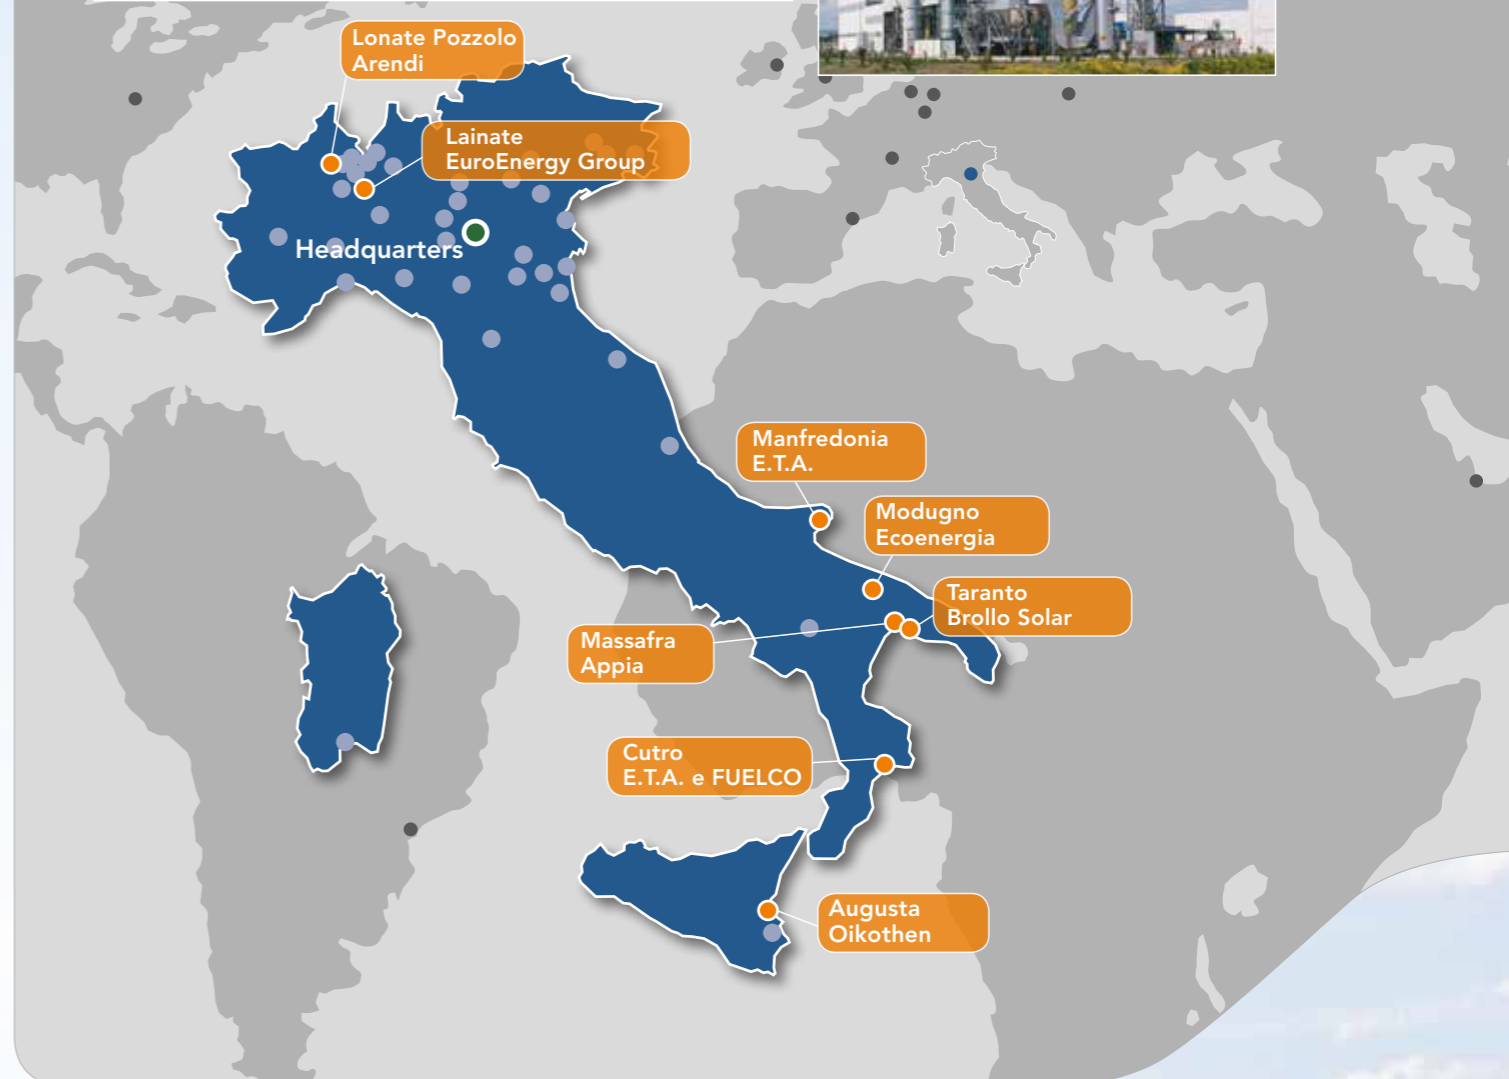 Lonate Pozzolo
Arendi
Lainate
EuroEnergy Group
Headquarters
Manfredonia
E.T.A.
Modugno
Ecoenergia
Taranto
Brollo Solar
Massafra
Appia
Cutro
E.T.A. e FUELCO
Augusta
Oikothen